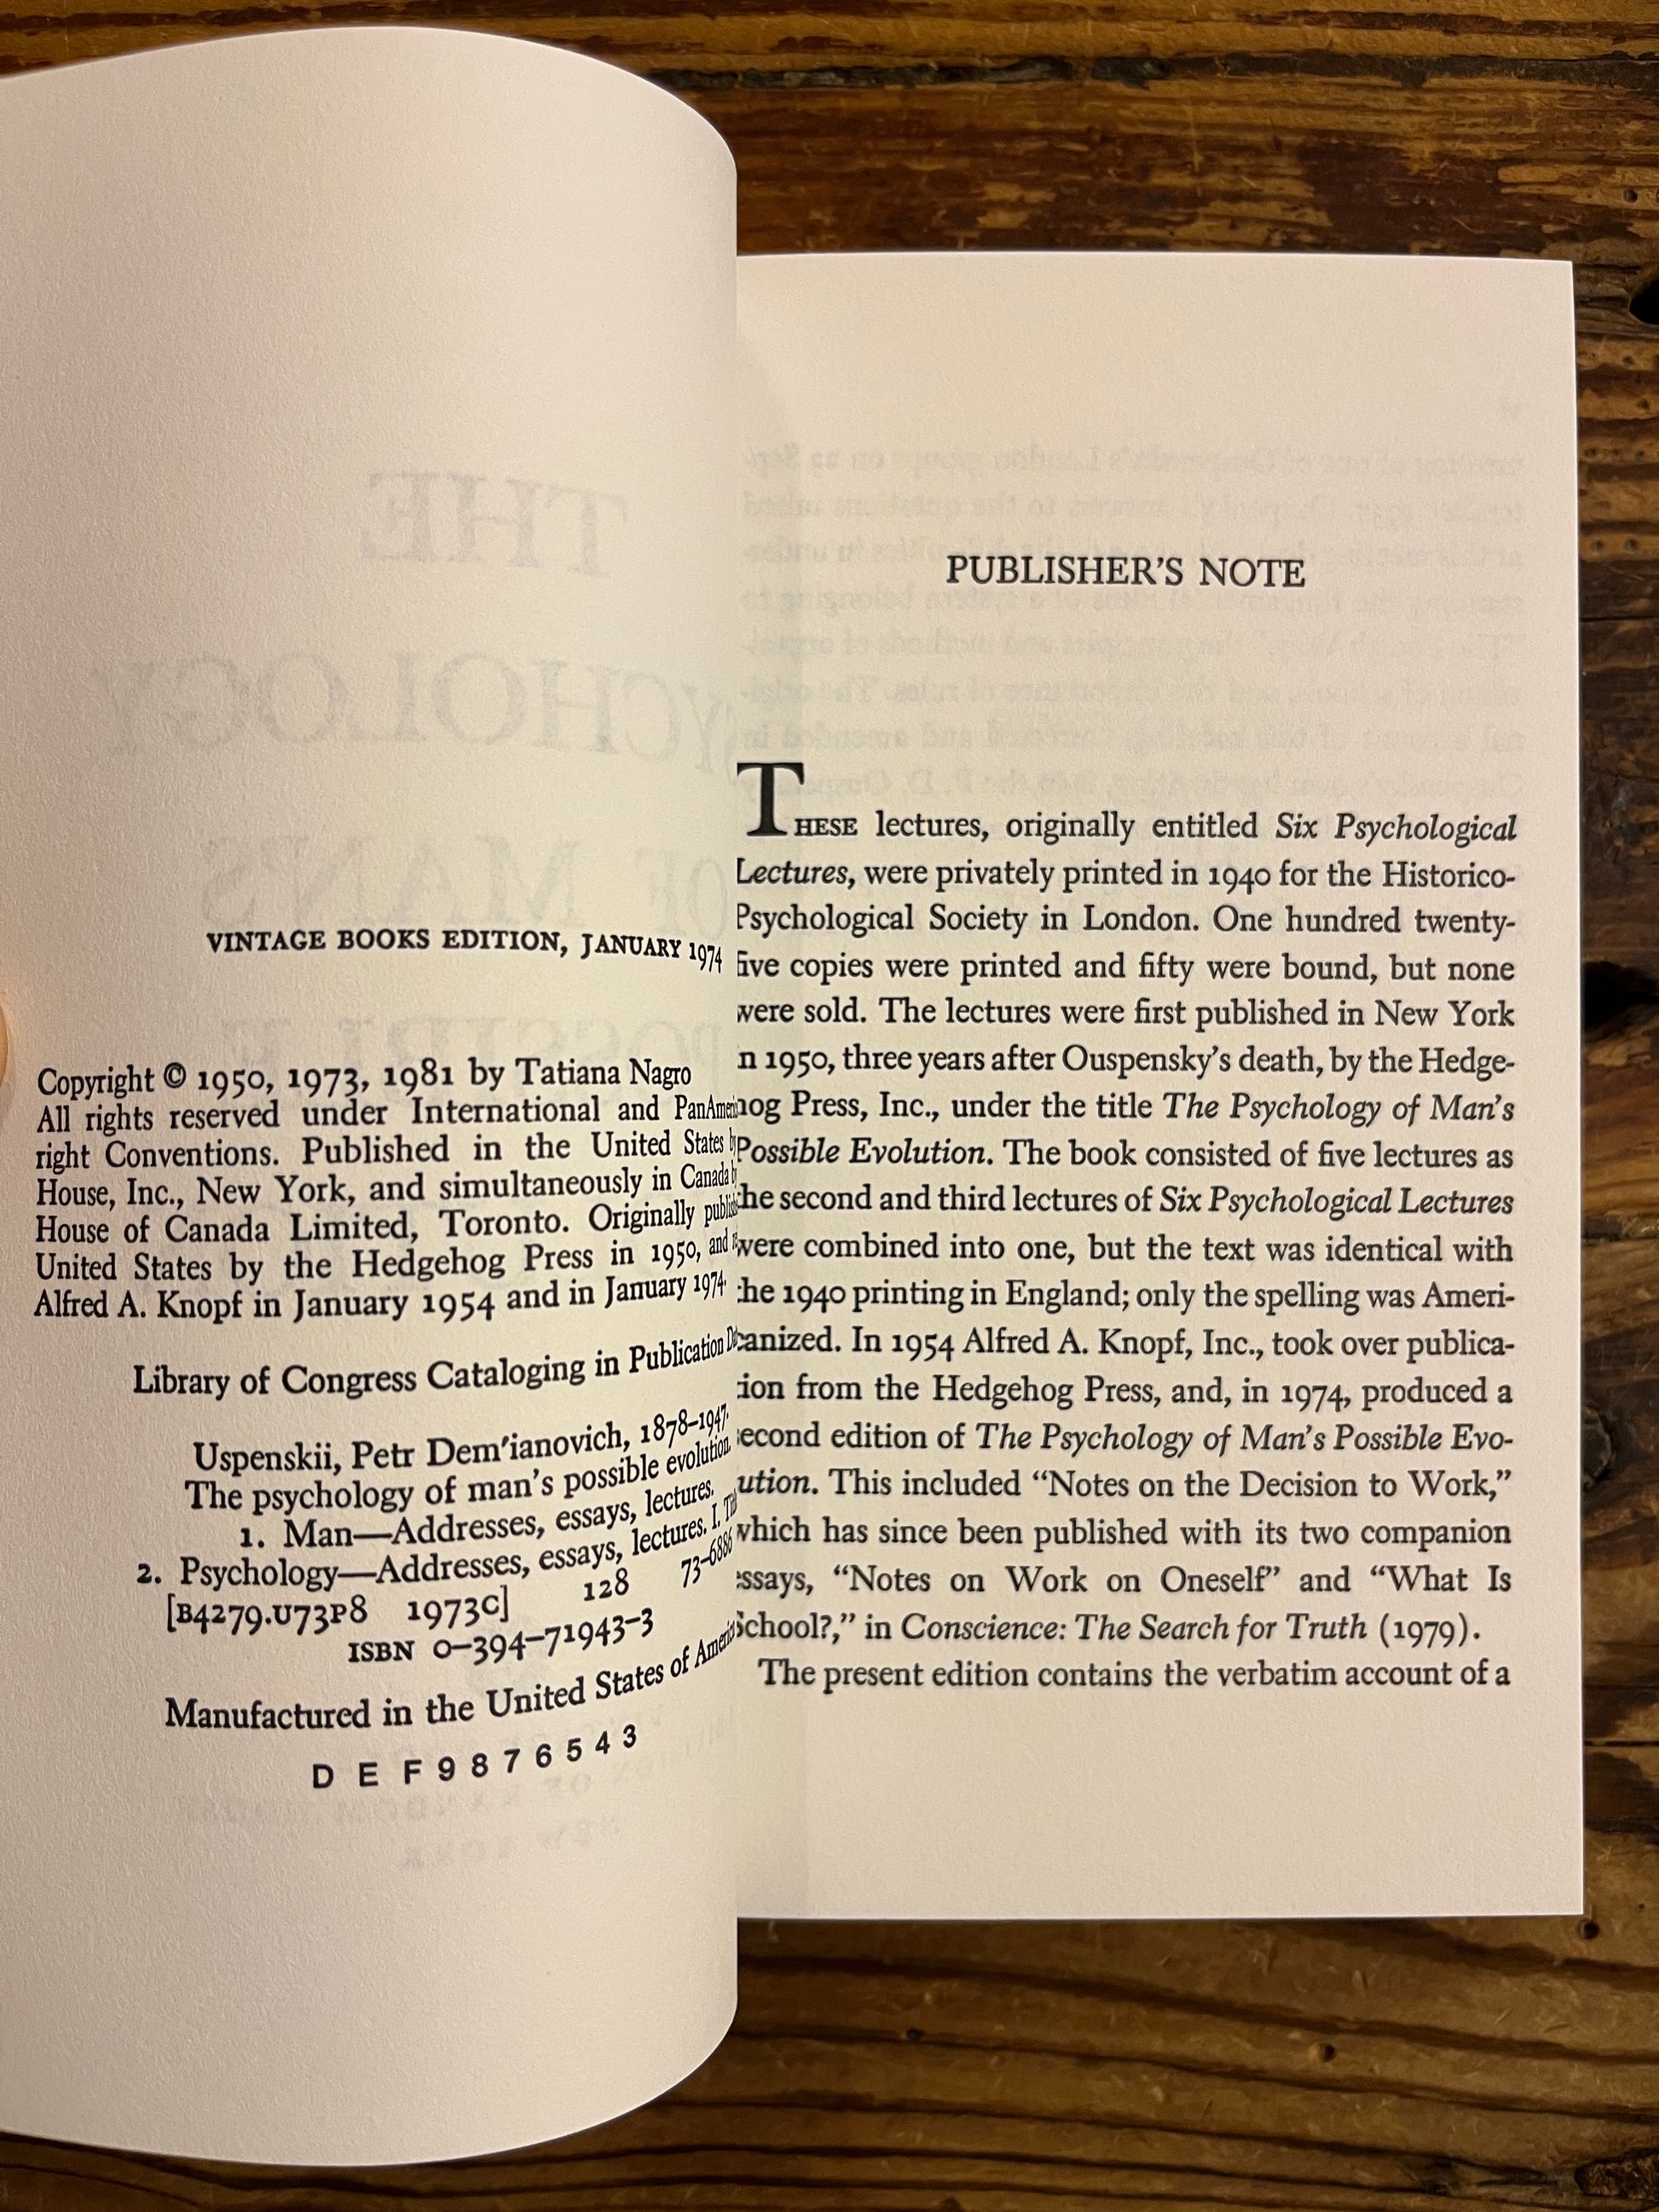 VINTAGE BOOKS EDITION, JANUARY 1974
Copyright © 1950, 1973, 1981 by Tatiana Nagro
All rights reserved under International and PanAmeri
right Conventions. Published in the United States
House, Inc., New York, and simultaneously in Canada
House of Canada Limited, Toronto. Originally publis
United States by the Hedgehog Press in 1950, and
Alfred A. Knopf in January 1954 and in January 1974.
Library of Congress Cataloging in Publication
Uspenskii, Petr Dem'ianovich, 1878–1947.
The psychology of man's possible evolution.
1. Man—Addresses, essays, lectures.
2. Psychology—Addresses, essays, lectures. I.
[B4279.U73P8 1973C] 128 73–6886
ISBN 0–394–71943–3
Manufactured in the United States of America
D E F 9 8 7 6 5 4 3
PUBLISHER'S NOTE
THESE lectures, originally entitled Six Psychological
Lectures, were privately printed in 1940 for the Historico-
Psychological Society in London. One hundred twenty-
five copies were printed and fifty were bound, but none
were sold. The lectures were first published in New York
n 1950, three years after Ouspensky's death, by the Hedge-
hog Press, Inc., under the title The Psychology of Man's
Possible Evolution. The book consisted of five lectures as
the second and third lectures of Six Psychological Lectures
were combined into one, but the text was identical with
the 1940 printing in England; only the spelling was Ameri-
canized. In 1954 Alfred A. Knopf, Inc., took over publica-
ion from the Hedgehog Press, and, in 1974, produced a
econd edition of The Psychology of Man's Possible Evo-
ution. This included “Notes on the Decision to Work,”
which has since been published with its two companion
essays, “Notes on Work on Oneself” and “What Is
School?,” in Conscience: The Search for Truth (1979).
The present edition contains the verbatim account of a